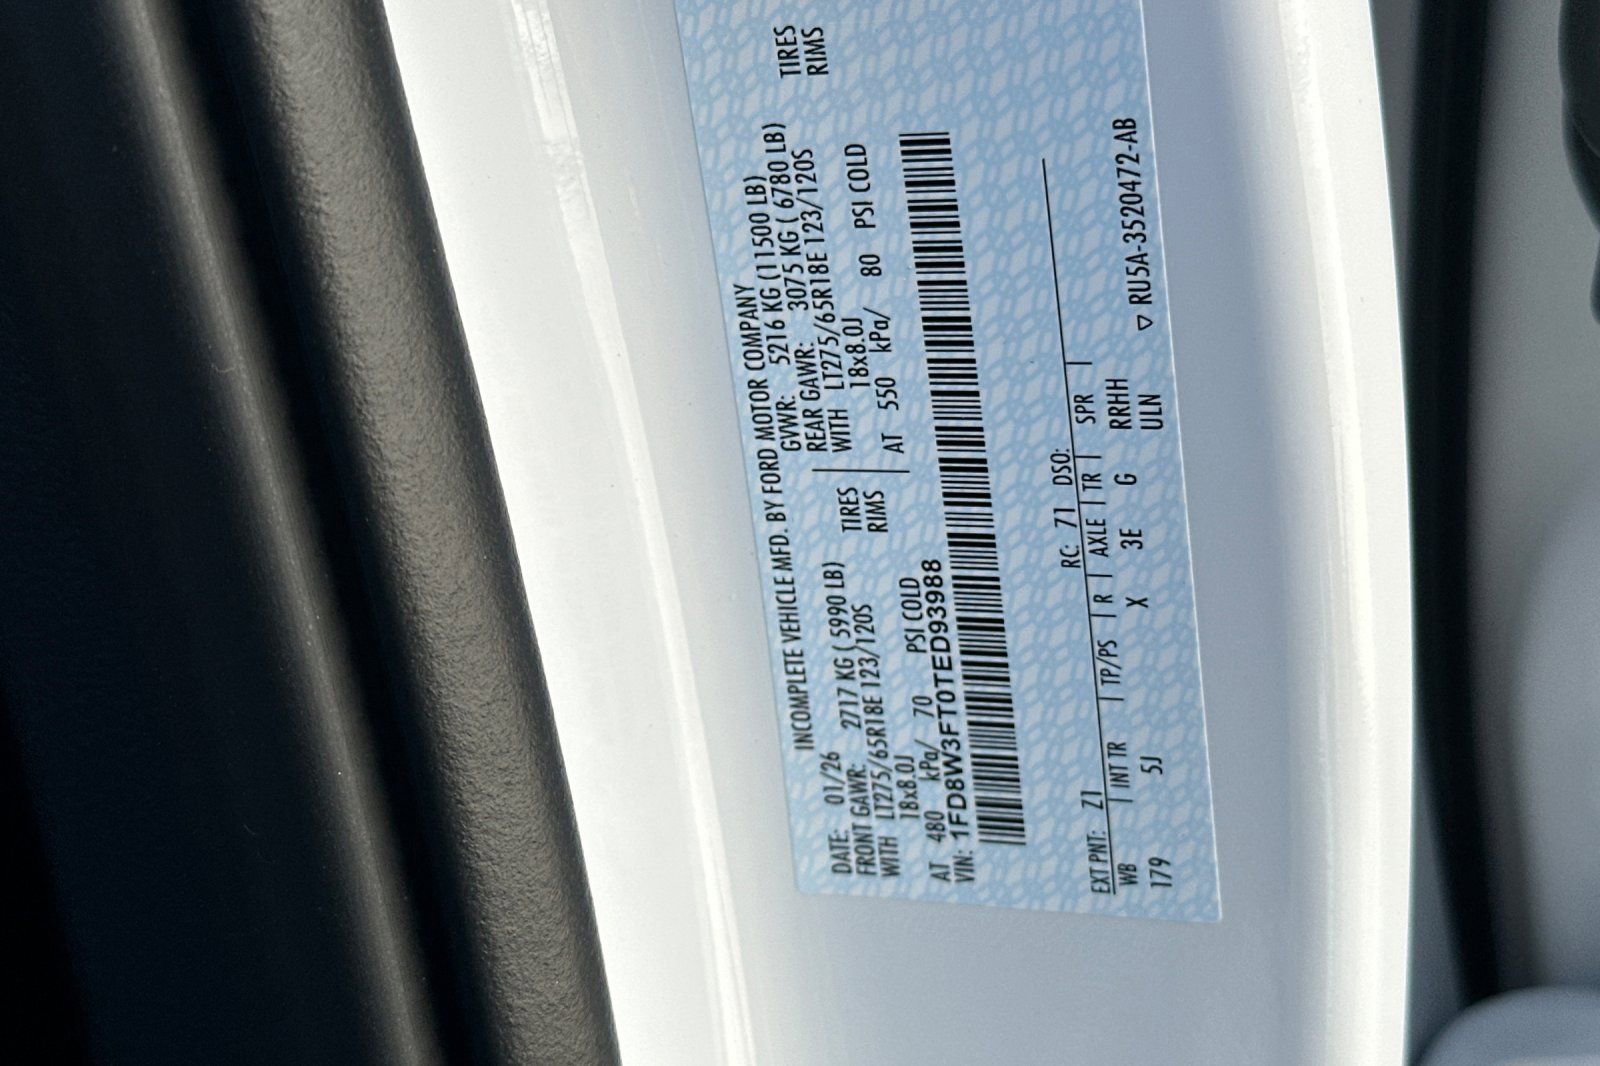 INCOMPLETE VEHICLE MFD. BY FORD MOTOR COMPANY
DATE: 01/26 GVWR: 5216 KG (11500 LB)
FRONT GAWR: 2717 KG ( 5990 LB) REAR GAWR: 3075 KG ( 6780 LB)
WITH LT275/65R18E 123/120S TIRES WITH LT275/65R18E 123/120S TIRES
18x8.0J RIMS 18x8.0J RIMS
AT 480 kPa/ 70 PSI COLD AT 550 kPa/ 80 PSI COLD
VIN: 1FD8W3FT0TED93988
EXT PNT: Z1 RC: 71 DSO:
WB INT TR TP/PS R AXLE TR SPR
179 5J X 3E G RRHH
ULN
▽ RU5A-3520472-AB